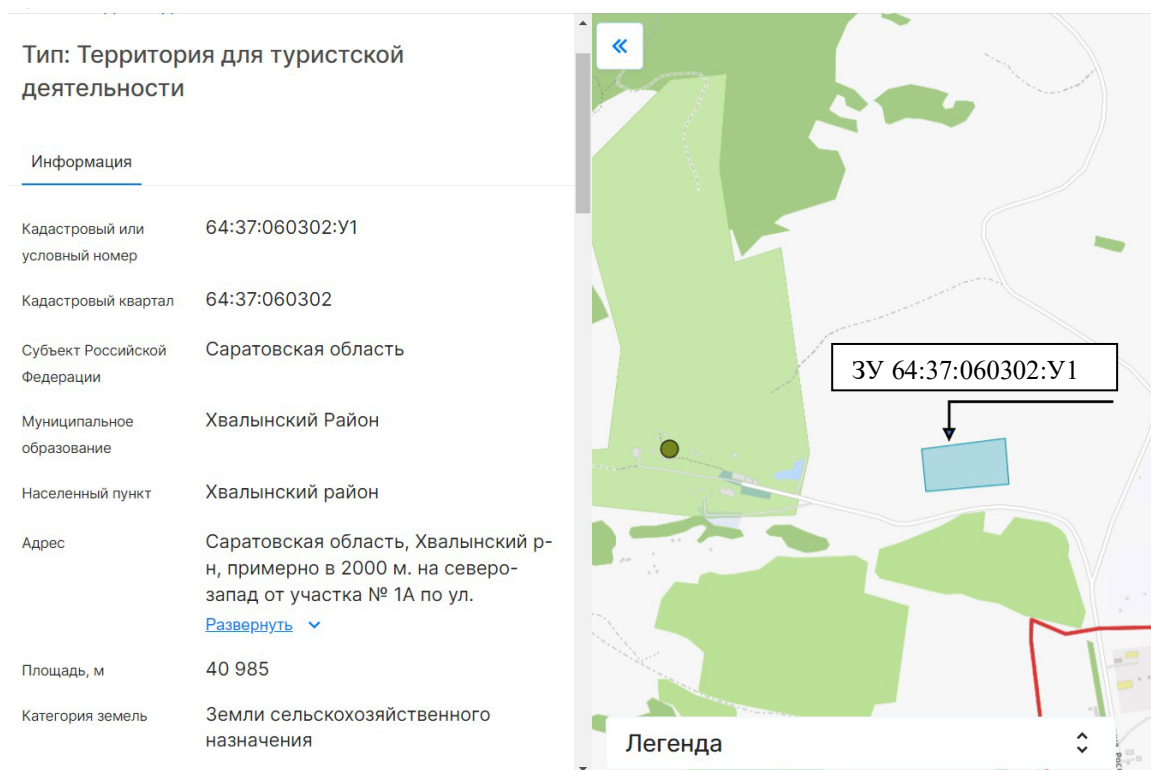 Тип: Территория для туристской
деятельности
Информация
Кадастровый или
условный номер
64:37:060302:У1
Кадастровый квартал
64:37:060302
Субъект Российской
Федерации
Саратовская область
Муниципальное
образование
Хвалынский Район
Населенный пункт
Хвалынский район
Адрес
Саратовская область, Хвалынский р-
н, примерно в 2000 м. на северо-
запад от участка № 1А по ул.
Развернуть
Площадь, м
40 985
Категория земель
Земли сельскохозяйственного
назначения
ЗУ 64:37:060302:У1
Легенда